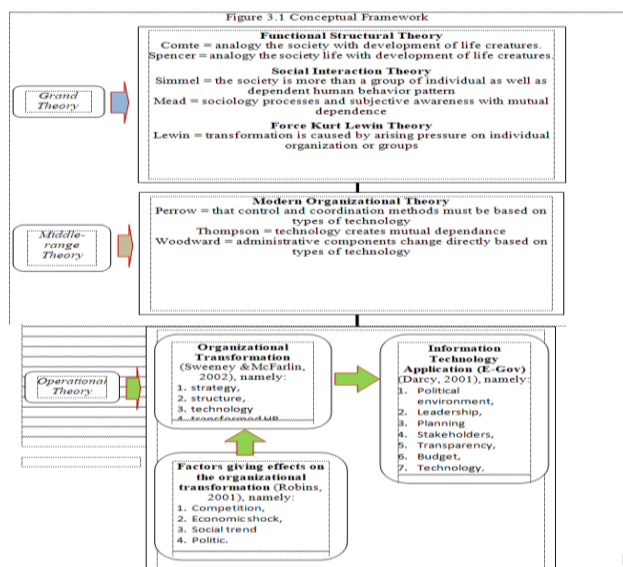 Figure 3.1 Conceptual Framework
Grand
Theory
Functional Structural Theory
Comte = analogy the society with development of life creatures.
Spencer = analogy the society life with development of life creatures.
Social Interaction Theory
Simmel = the society is more than a group of individual as well as
dependent human behavior pattern
Mead = sociology processes and subjective awareness with mutual
dependence
Force Kurt Lewin Theory
Lewin = transformation is caused by arising pressure on individual
organization or groups
Middle-
range
Theory
Modern Organizational Theory
Perrow = that control and coordination methods must be based on
types of technology
Thompson = technology creates mutual dependance
Woodward = administrative components change directly based on
types of technology
Operational
Theory
Organizational
Transformation
(Sweeney &McFarlin,
2002), namely:
1. strategy,
2. structure,
3. technology
4. transformed HR
Information
Technology
Application (E-Gov)
(Darcy, 2001), namely:
1. Political
environment,
2. Leadership,
3. Planning
4. Stakeholders,
5. Transparency,
6. Budget,
7. Technology,
Factors giving effects on
the organizational
transformation (Robins,
2001), namely:
1. Competition,
2. Economic shock,
3. Social trend
4. Politic.